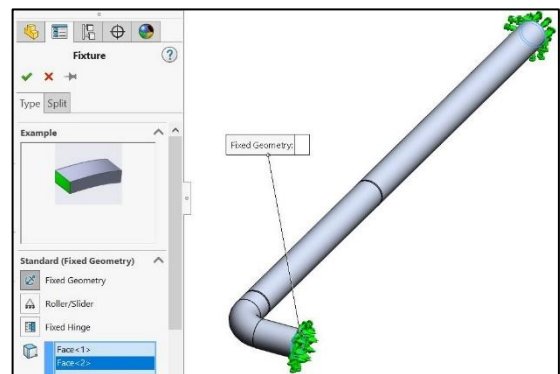 Fixture
Type Split
Example
Standard (Fixed Geometry)
Fixed Geometry
Roller/Slider
Fixed Hinge
Face<1>
Face<2>
Fixed Geometry: